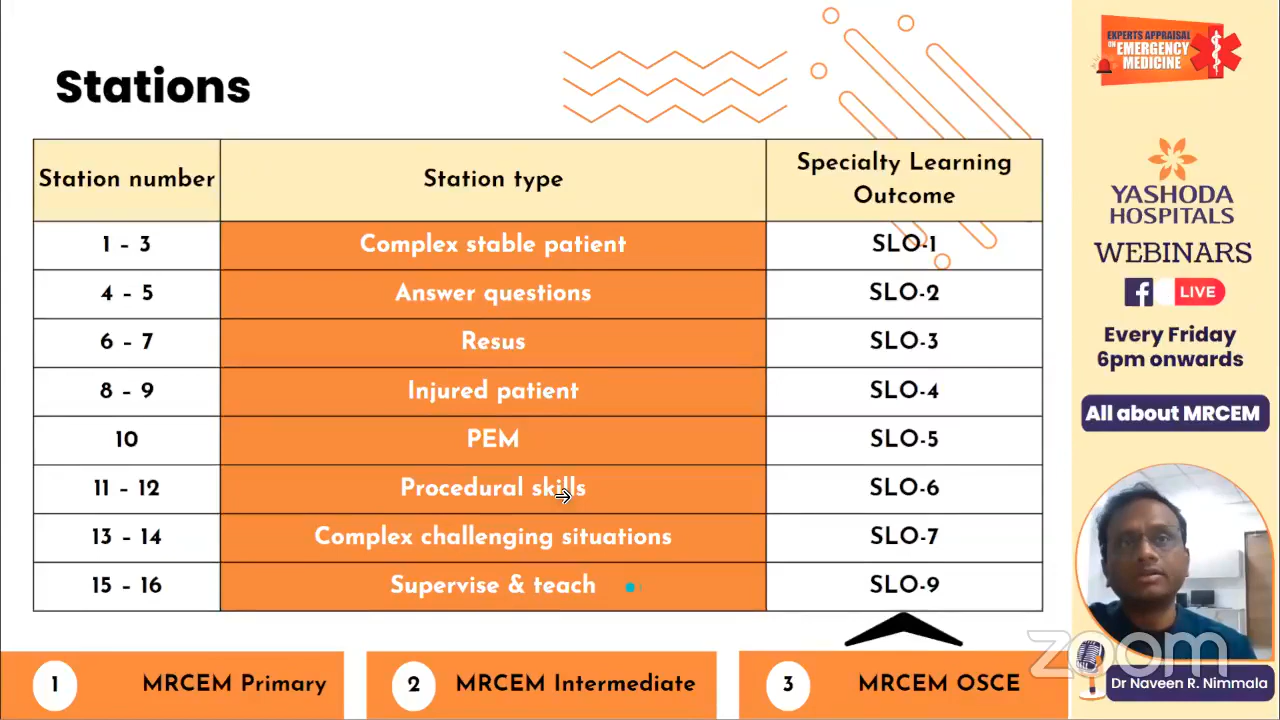 Stations
Station number
Station type
Specialty Learning
Outcome
1 – 3
Complex stable patient
SLO-1
4 – 5
Answer questions
SLO-2
6 – 7
Resus
SLO-3
8 – 9
Injured patient
SLO-4
10
PEM
SLO-5
11 – 12
Procedural skills
SLO-6
13 – 14
Complex challenging situations
SLO-7
15 – 16
Supervise & teach
SLO-9
1
MRCEM Primary
2
MRCEM Intermediate
3
MRCEM OSCE
EXPERTS APPRAISAL
ON EMERGENCY
MEDICINE
YASHODA
HOSPITALS
WEBINARS
LIVE
Every Friday
6pm onwards
All about MRCEM
zoom
Dr Naveen R. Nimmala